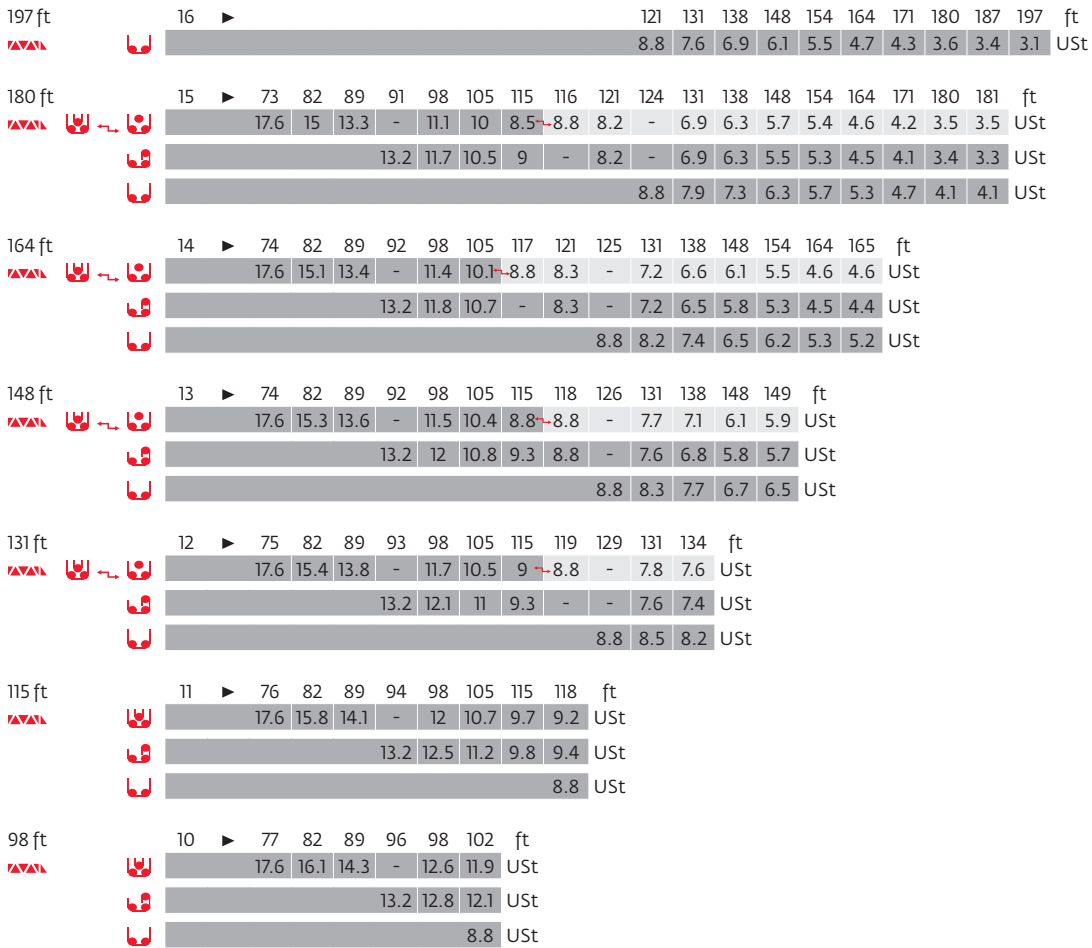 197 ft 16 ► 121 131 138 148 154 164 171 180 187 197 ft
8.8 7.6 6.9 6.1 5.5 4.7 4.3 3.6 3.4 3.1 USt
180 ft 15 ► 73 82 89 91 98 105 115 116 121 124 131 138 148 154 164 171 180 181 ft
17.6 15 13.3 - 11.1 10 8.5 8.8 8.2 - 6.9 6.3 5.7 5.4 4.6 4.2 3.5 3.5 USt
13.2 11.7 10.5 9 - 8.2 - 6.9 6.3 5.5 5.3 4.5 4.1 3.4 3.3 USt
8.8 7.9 7.3 6.3 5.7 5.3 4.7 4.1 4.1 USt
164 ft 14 ► 74 82 89 92 98 105 117 121 125 131 138 148 154 164 165 ft
17.6 15.1 13.4 - 11.4 10.1 8.8 8.3 - 7.2 6.6 6.1 5.5 4.6 4.6 USt
13.2 11.8 10.7 - 8.3 - 7.2 6.5 5.8 5.3 4.5 4.4 USt
8.8 8.2 7.4 6.5 6.2 5.3 5.2 USt
148 ft 13 ► 74 82 89 92 98 105 115 118 126 131 138 148 149 ft
17.6 15.3 13.6 - 11.5 10.4 8.8 8.8 - 7.7 7.1 6.1 5.9 USt
13.2 12 10.8 9.3 8.8 - 7.6 6.8 5.8 5.7 USt
8.8 8.3 7.7 6.7 6.5 USt
131 ft 12 ► 75 82 89 93 98 105 115 119 129 131 134 ft
17.6 15.4 13.8 - 11.7 10.5 9 8.8 - 7.8 7.6 USt
13.2 12.1 11 9.3 - - 7.6 7.4 USt
8.8 8.5 8.2 USt
115 ft 11 ► 76 82 89 94 98 105 115 118 ft
17.6 15.8 14.1 - 12 10.7 9.7 9.2 USt
13.2 12.5 11.2 9.8 9.4 USt
8.8 USt
98 ft 10 ► 77 82 89 96 98 102 ft
17.6 16.1 14.3 - 12.6 11.9 USt
13.2 12.8 12.1 USt
8.8 USt